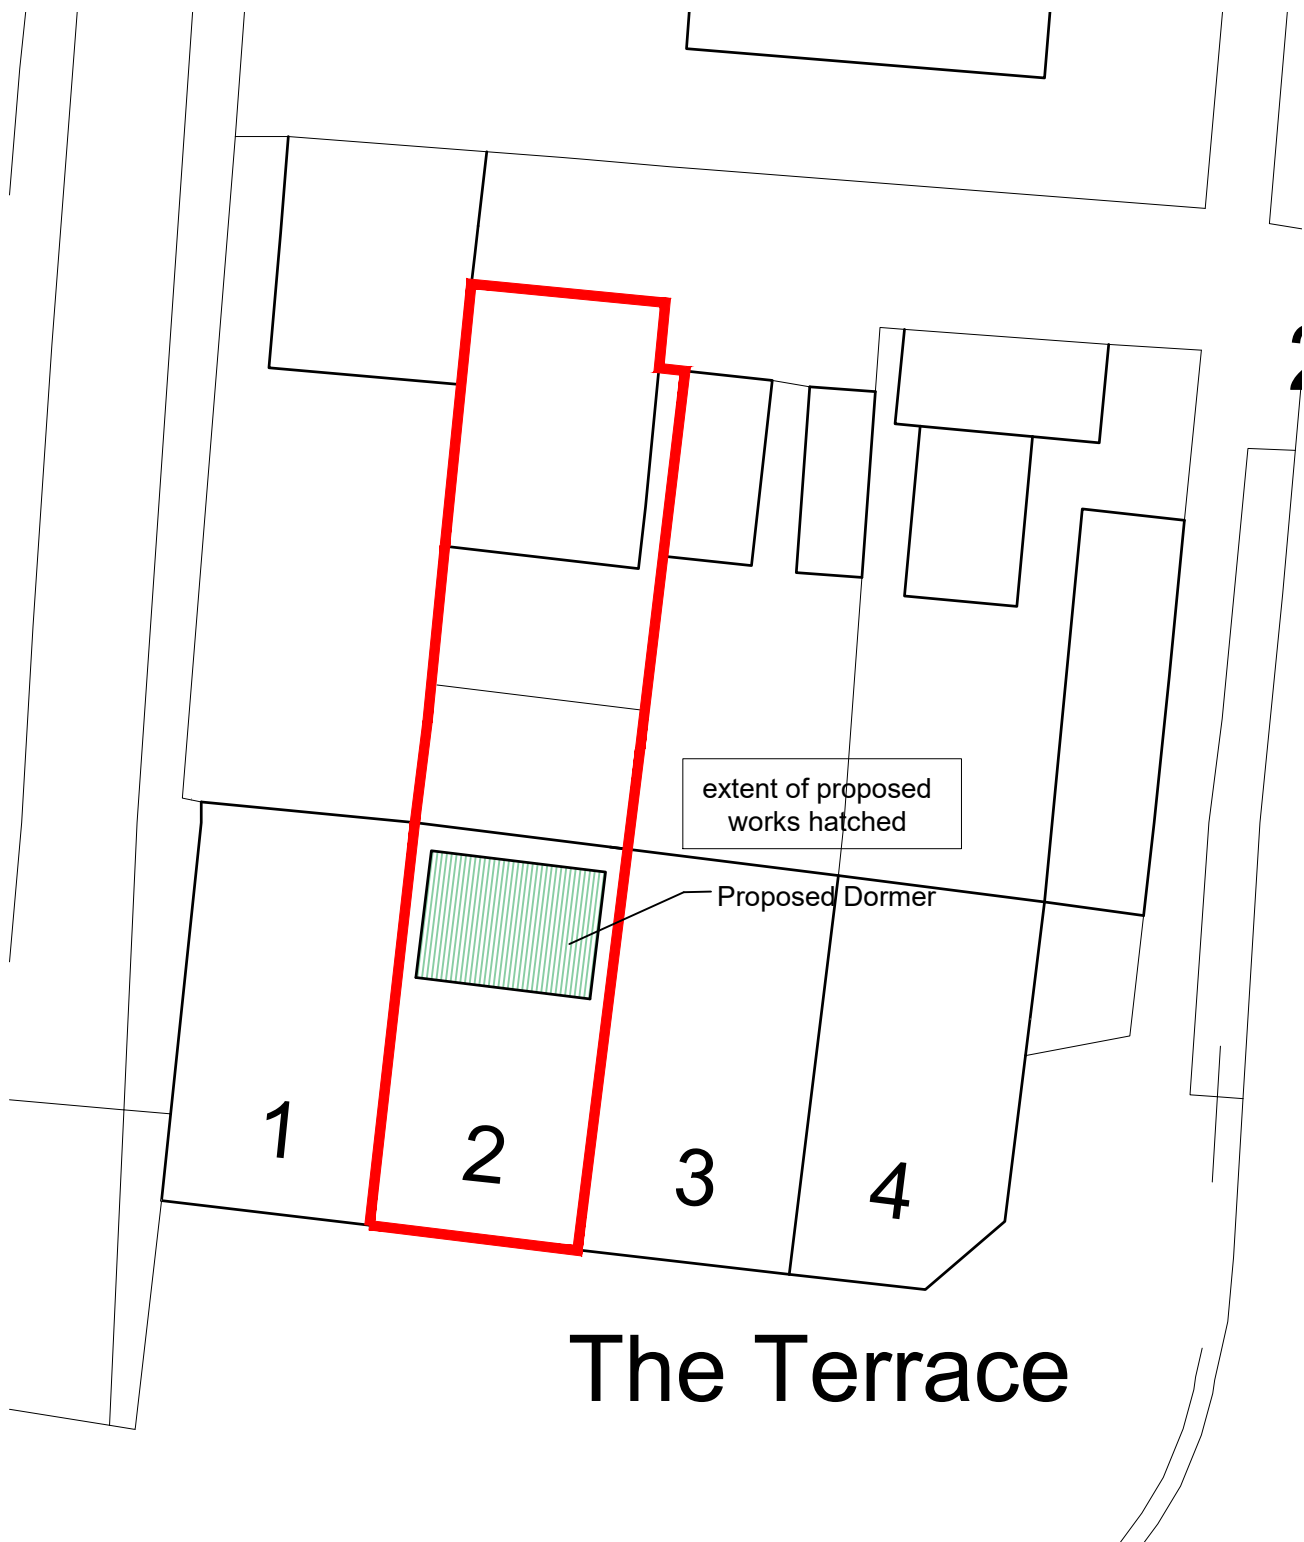 extent of proposed
works hatched
Proposed Dormer
1
2
3
4
The Terrace